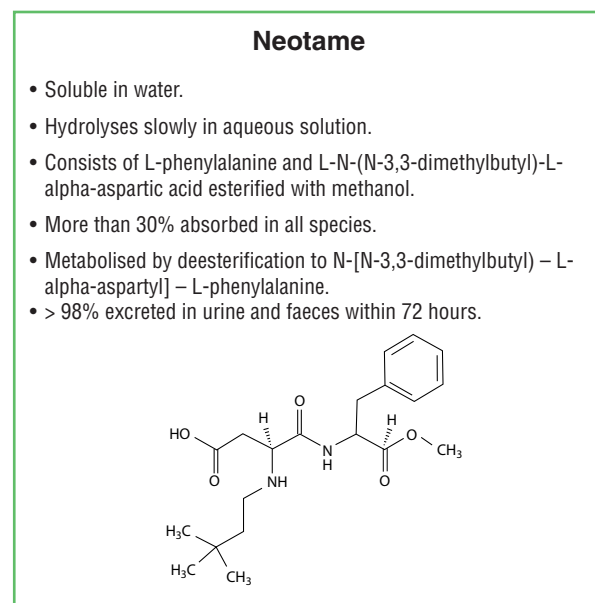 Neotame
• Soluble in water.
• Hydrolyses slowly in aqueous solution.
• Consists of L-phenylalanine and L-N-(N-3,3-dimethylbutyl)-L-
alpha-aspartic acid esterified with methanol.
• More than 30% absorbed in all species.
• Metabolised by deesterification to N-[N-3,3-dimethylbutyl) – L-
alpha-aspartyl] – L-phenylalanine.
• > 98% excreted in urine and faeces within 72 hours.
O
H
H
HO
O
N
H
O
CH₃
O
NH
O
H₃C
H₃C
CH₃